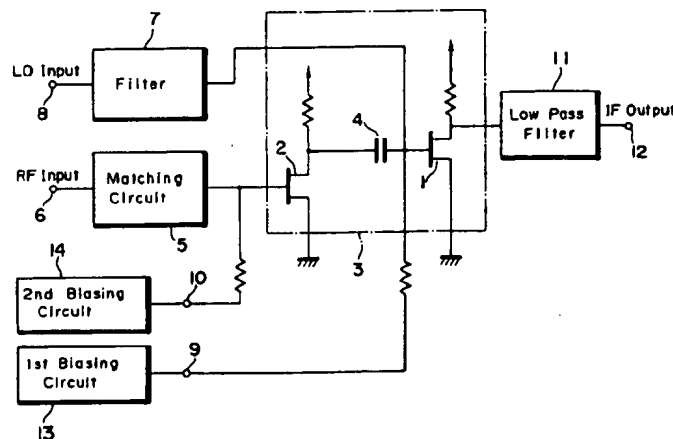 7
LO Input
8
Filter
11
Low Pass
Filter
IF Output
12
4
2
1
RF Input
6
Matching
Circuit
5
3
14
2nd Biasing
Circuit
10
1st Biasing
Circuit
9
13